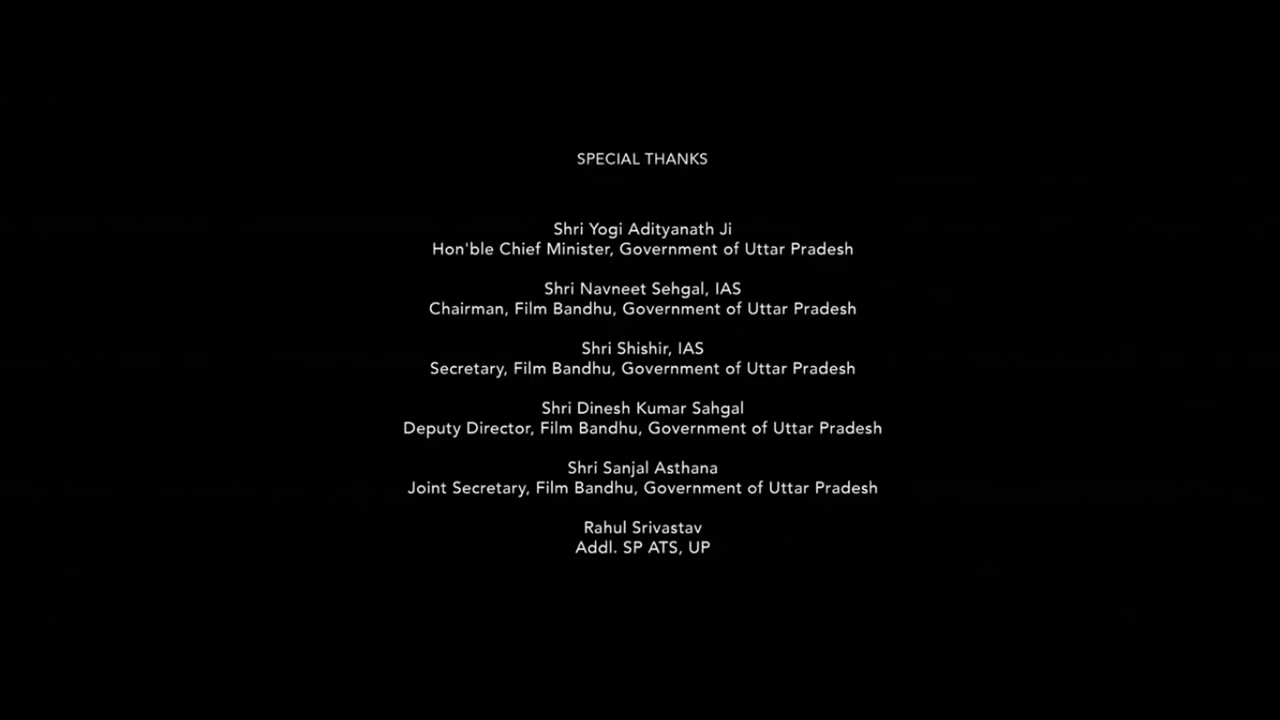 SPECIAL THANKS
Shri Yogi Adityanath Ji
Hon'ble Chief Minister, Government of Uttar Pradesh
Shri Navneet Sehgal, IAS
Chairman, Film Bandhu, Government of Uttar Pradesh
Shri Shishir, IAS
Secretary, Film Bandhu, Government of Uttar Pradesh
Shri Dinesh Kumar Sahgal
Deputy Director, Film Bandhu, Government of Uttar Pradesh
Shri Sanjal Asthana
Joint Secretary, Film Bandhu, Government of Uttar Pradesh
Rahul Srivastav
Addl. SP ATS, UP